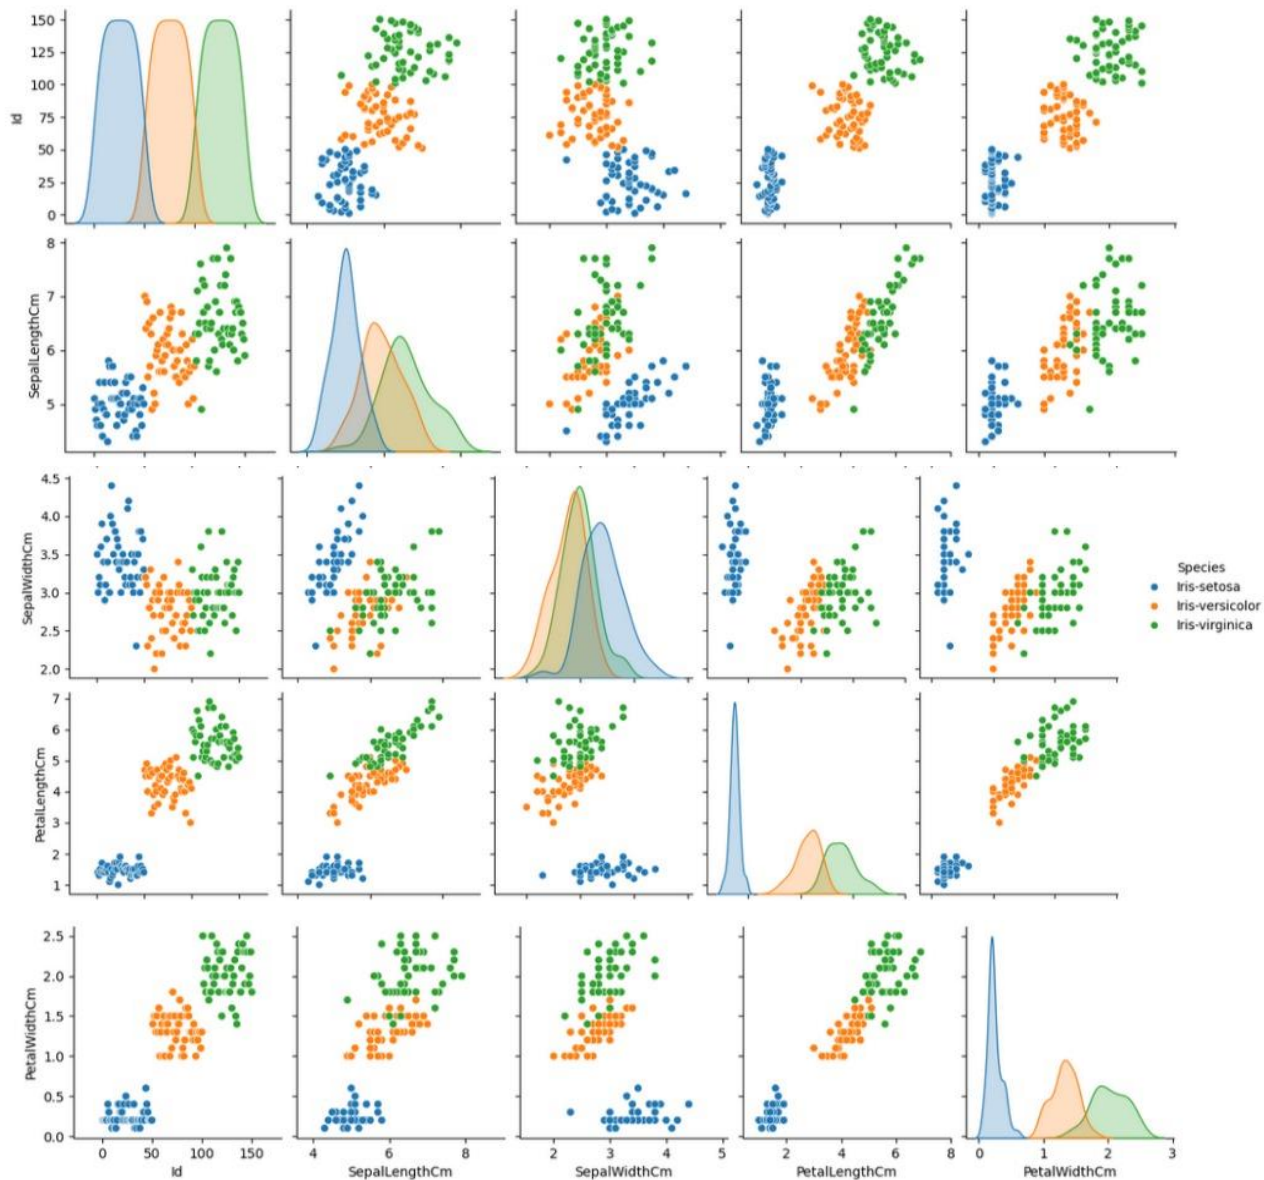 150
125
100
75
50
25
0
Id
8
7
6
5
SepalLengthCm
4.5
4.0
3.5
3.0
2.5
2.0
SepalWidthCm
Species
Iris-setosa
Iris-versicolor
Iris-virginica
7
6
5
4
3
2
1
PetalLengthCm
2.5
2.0
1.5
1.0
0.5
0.0
PetalWidthCm
0 50 100 150 4 6 8 2 3 4 5 2 4 6 8 0 1 2 3
Id SepalLengthCm SepalWidthCm PetalLengthCm PetalWidthCm